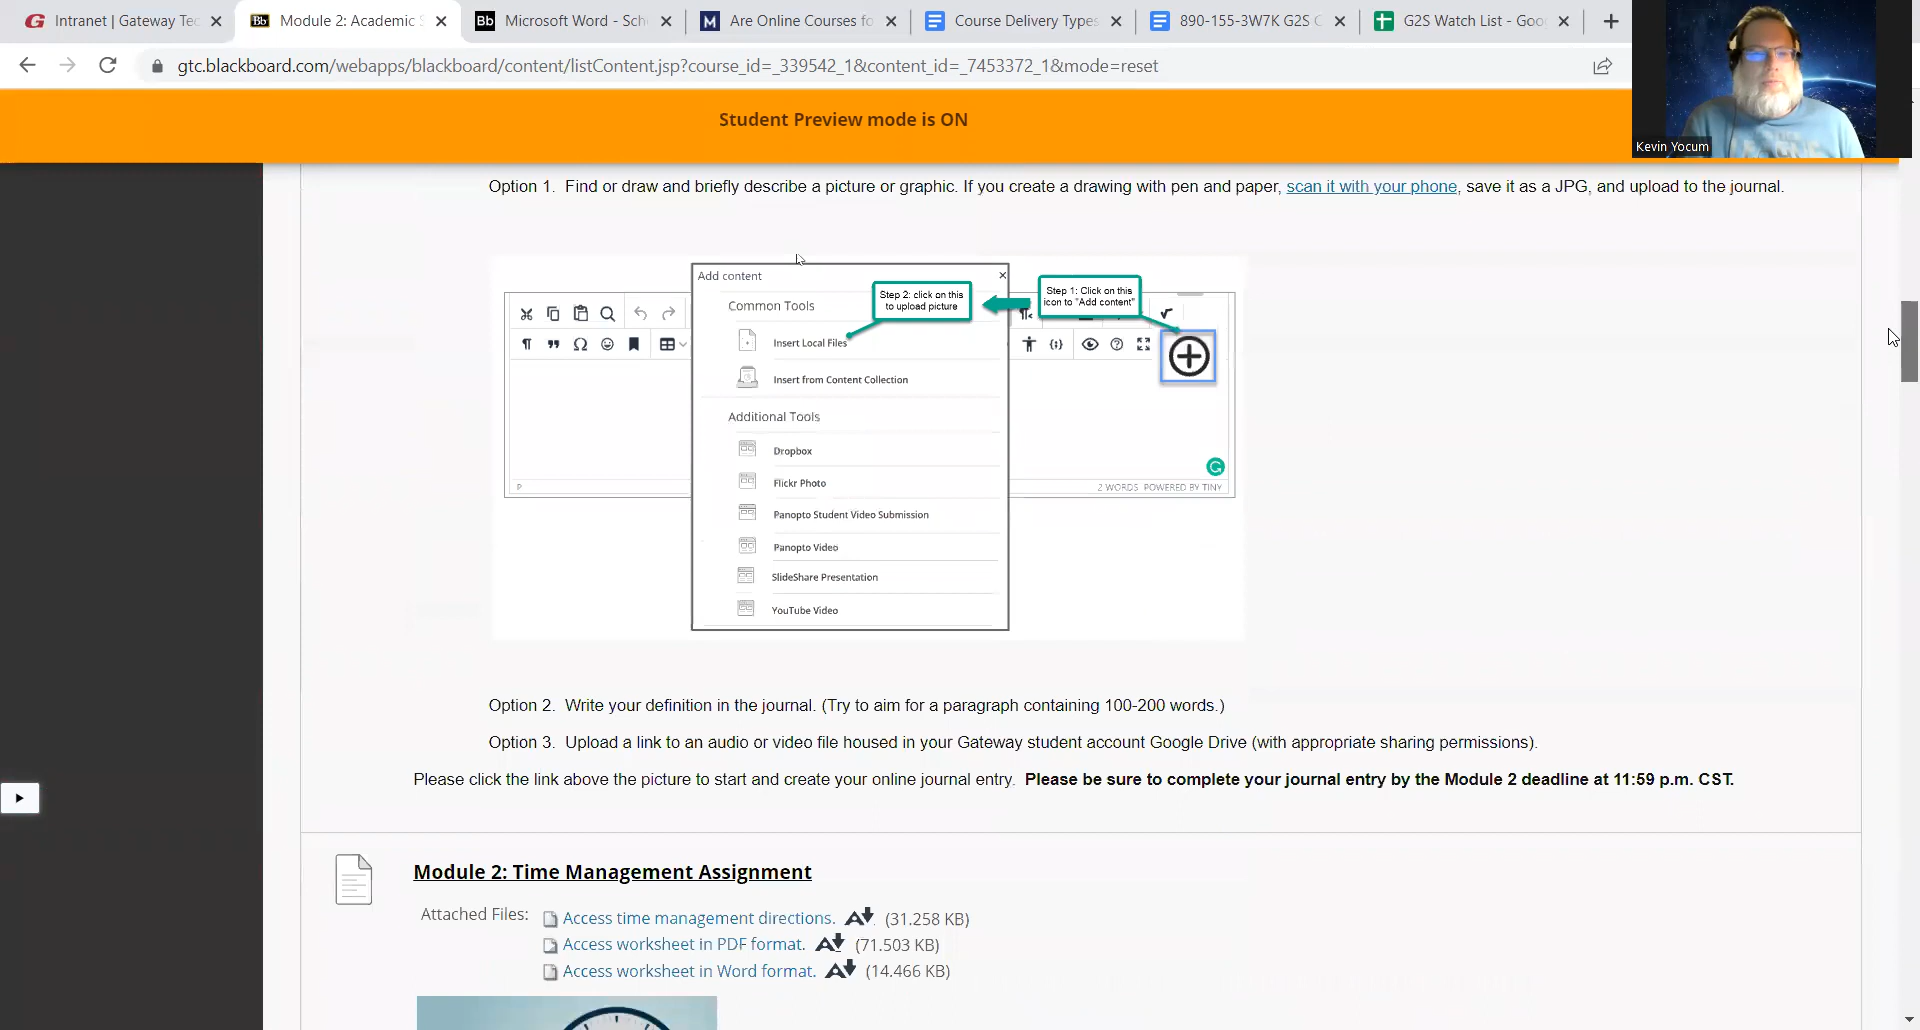 Intranet | Gateway Tec
Module 2: Academic S
Microsoft Word - Sch
Are Online Courses fo
Course Delivery Types
890-155-3W7K G2S C
G2S Watch List - Goo
gtc.blackboard.com/webapps/blackboard/content/listContent.jsp?course_id=_339542_1&content_id=_7453372_1&mode=reset
Kevin Yocum
Student Preview mode is ON
Option 1. Find or draw and briefly describe a picture or graphic. If you create a drawing with pen and paper, scan it with your phone, save it as a JPG, and upload to the journal.
Add content
Common Tools
Step 2: click on this
to upload picture
Step 1: Click on this
icon to "Add content"
Insert Local Files
Insert from Content Collection
Additional Tools
Dropbox
Flickr Photo
Panopto Student Video Submission
Panopto Video
SlideShare Presentation
YouTube Video
P
2 WORDS POWERED BY TINY
Option 2. Write your definition in the journal. (Try to aim for a paragraph containing 100-200 words.)
Option 3. Upload a link to an audio or video file housed in your Gateway student account Google Drive (with appropriate sharing permissions).
Please click the link above the picture to start and create your online journal entry. Please be sure to complete your journal entry by the Module 2 deadline at 11:59 p.m. CST.
Module 2: Time Management Assignment
Attached Files:
Access time management directions. (31.258 KB)
Access worksheet in PDF format. (71.503 KB)
Access worksheet in Word format. (14.466 KB)